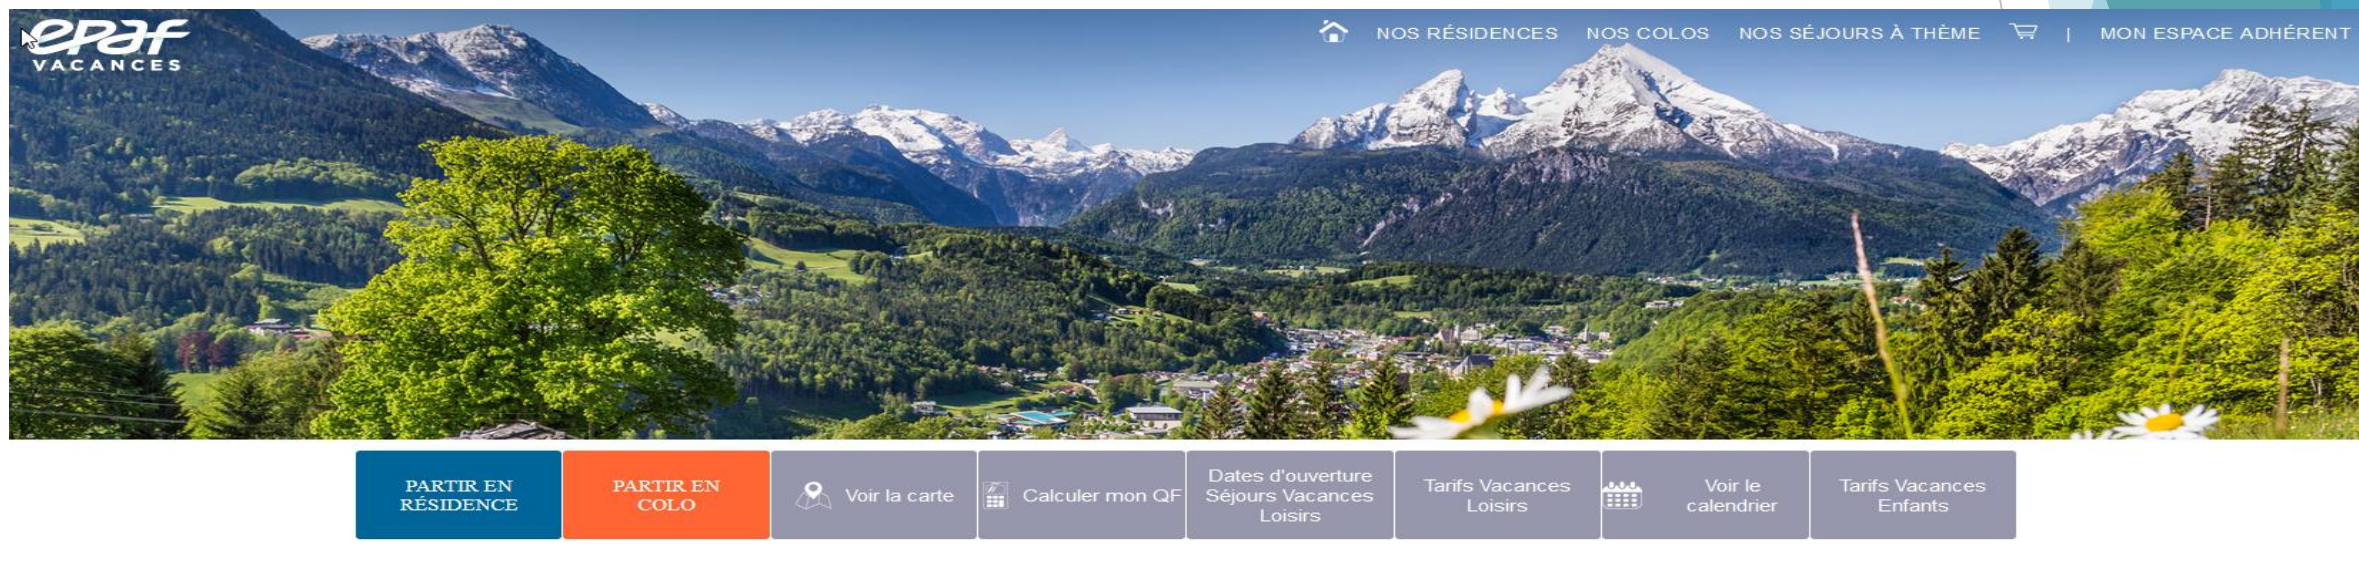 epaf
VACANCES
NOS RÉSIDENCES NOS COLOS NOS SÉJOURS À THÈME | MON ESPACE ADHÉRENT
PARTIR EN
RÉSIDENCE
PARTIR EN
COLO
Voir la carte
Calculer mon QF
Dates d'ouverture
Séjours Vacances
Loisirs
Tarifs Vacances
Loisirs
Voir le
calendrier
Tarifs Vacances
Enfants